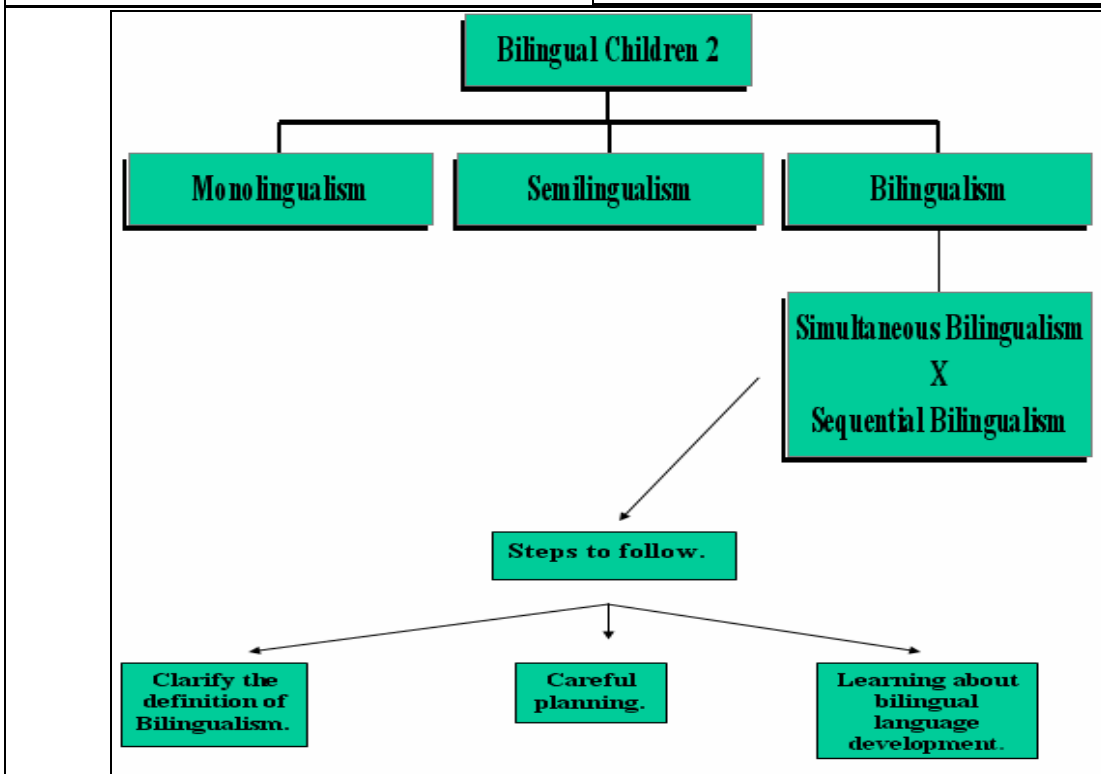 Bilingual Children 2
Monolingualism
Semilingualism
Bilingualism
Simultaneous Bilingualism
X
Sequential Bilingualism
Steps to follow.
Clarify the
definition of
Bilingualism.
Careful
planning.
Learning about
bilingual
language
development.